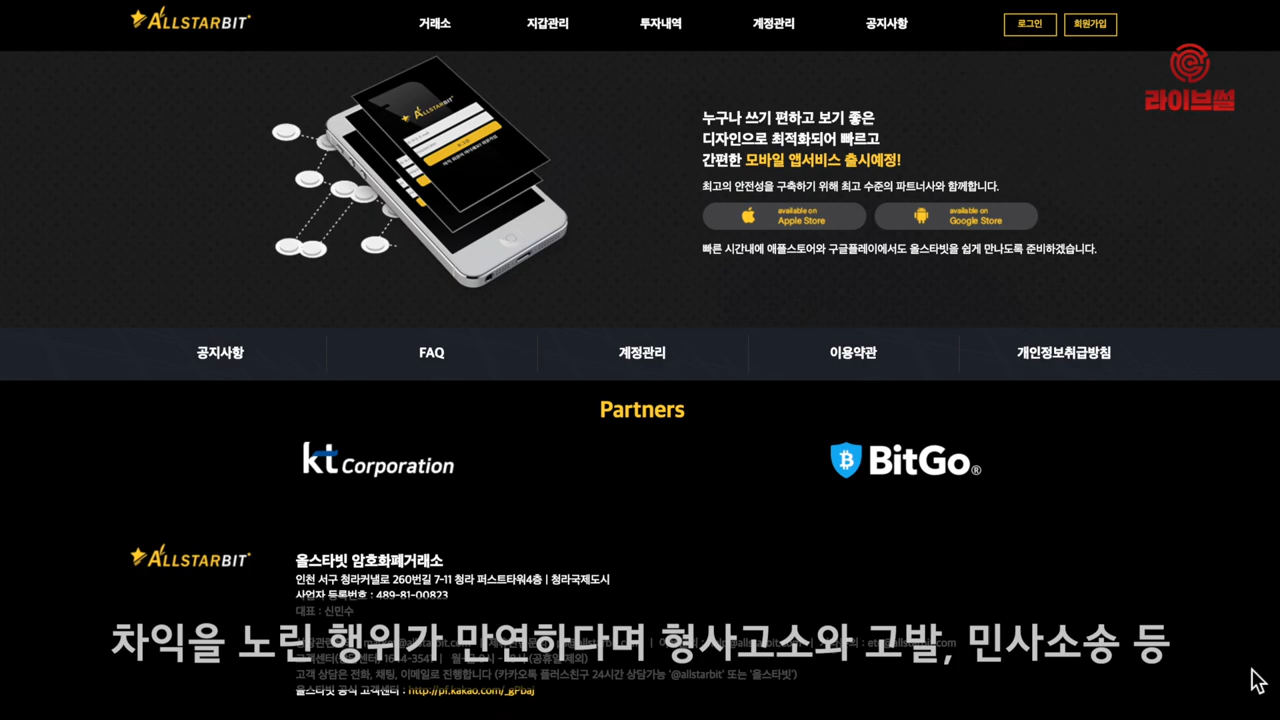 ALLSTARBIT
거래소
지갑관리
투자내역
계정관리
공지사항
로그인
회원가입
라이브썰
ALLSTARBIT
누구나 쓰기 편하고 보기 좋은
디자인으로 최적화되어 빠르고
간편한 모바일 앱서비스 출시예정!
최고의 안전성을 구축하기 위해 최고 수준의 파트너사와 함께합니다.
available on
Apple Store
available on
Google Store
빠른 시간내에 애플스토어와 구글플레이에서도 올스타빗을 쉽게 만나도록 준비하겠습니다.
공지사항
FAQ
계정관리
이용약관
개인정보취급방침
Partners
kt Corporation
BitGo®
ALLSTARBIT
올스타빗 암호화폐거래소
인천 서구 청라커낼로 260번길 7-11 청라 퍼스트타워4층 | 청라국제도시
사업자 등록번호 : 489-81-00823
대표 : 신민수
차익을 노린 행위가 만연하다며 형사고소와 고발, 민사소송 등
고객 상담은 전화, 채팅, 이메일로 진행합니다 (카카오톡 플러스친구 24시간 상담가능 '@allstarbit' 또는 '올스타빗')
올스타빗 공식 고객센터 : http://pf.kakao.com/_gPbaj